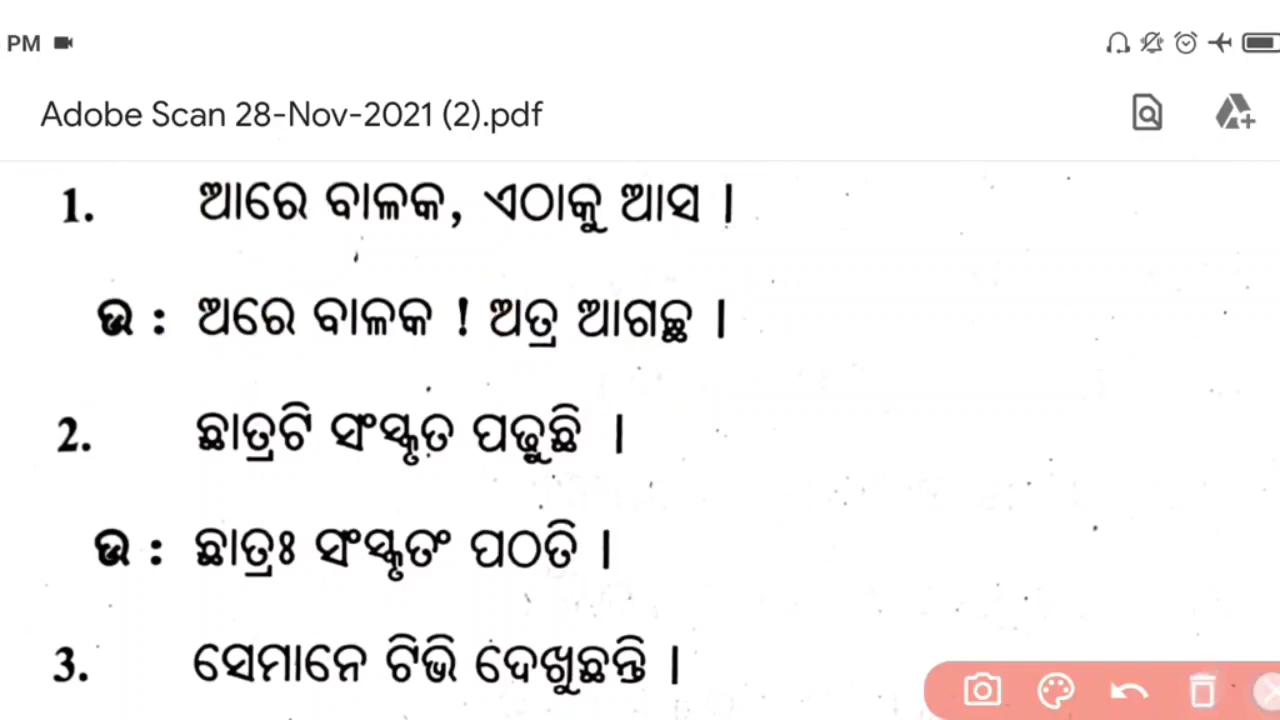 PM
Adobe Scan 28-Nov-2021 (2).pdf
1. ଆରେ ବାଳକ, ଏଠାକୁ ଆସ |
ଉ : ଅରେ ବାଳକ ! ଅତ୍ର ଆଗଚ୍ଛ |
2. ଛାତ୍ରଟି ସଂସ୍କୃତ ପଢୁଛି |
ଉ : ଛାତ୍ରଃ ସଂସ୍କୃତଂ ପଠତି |
3. ସେମାନେ ଟିଭି ଦେଖୁଛନ୍ତି |